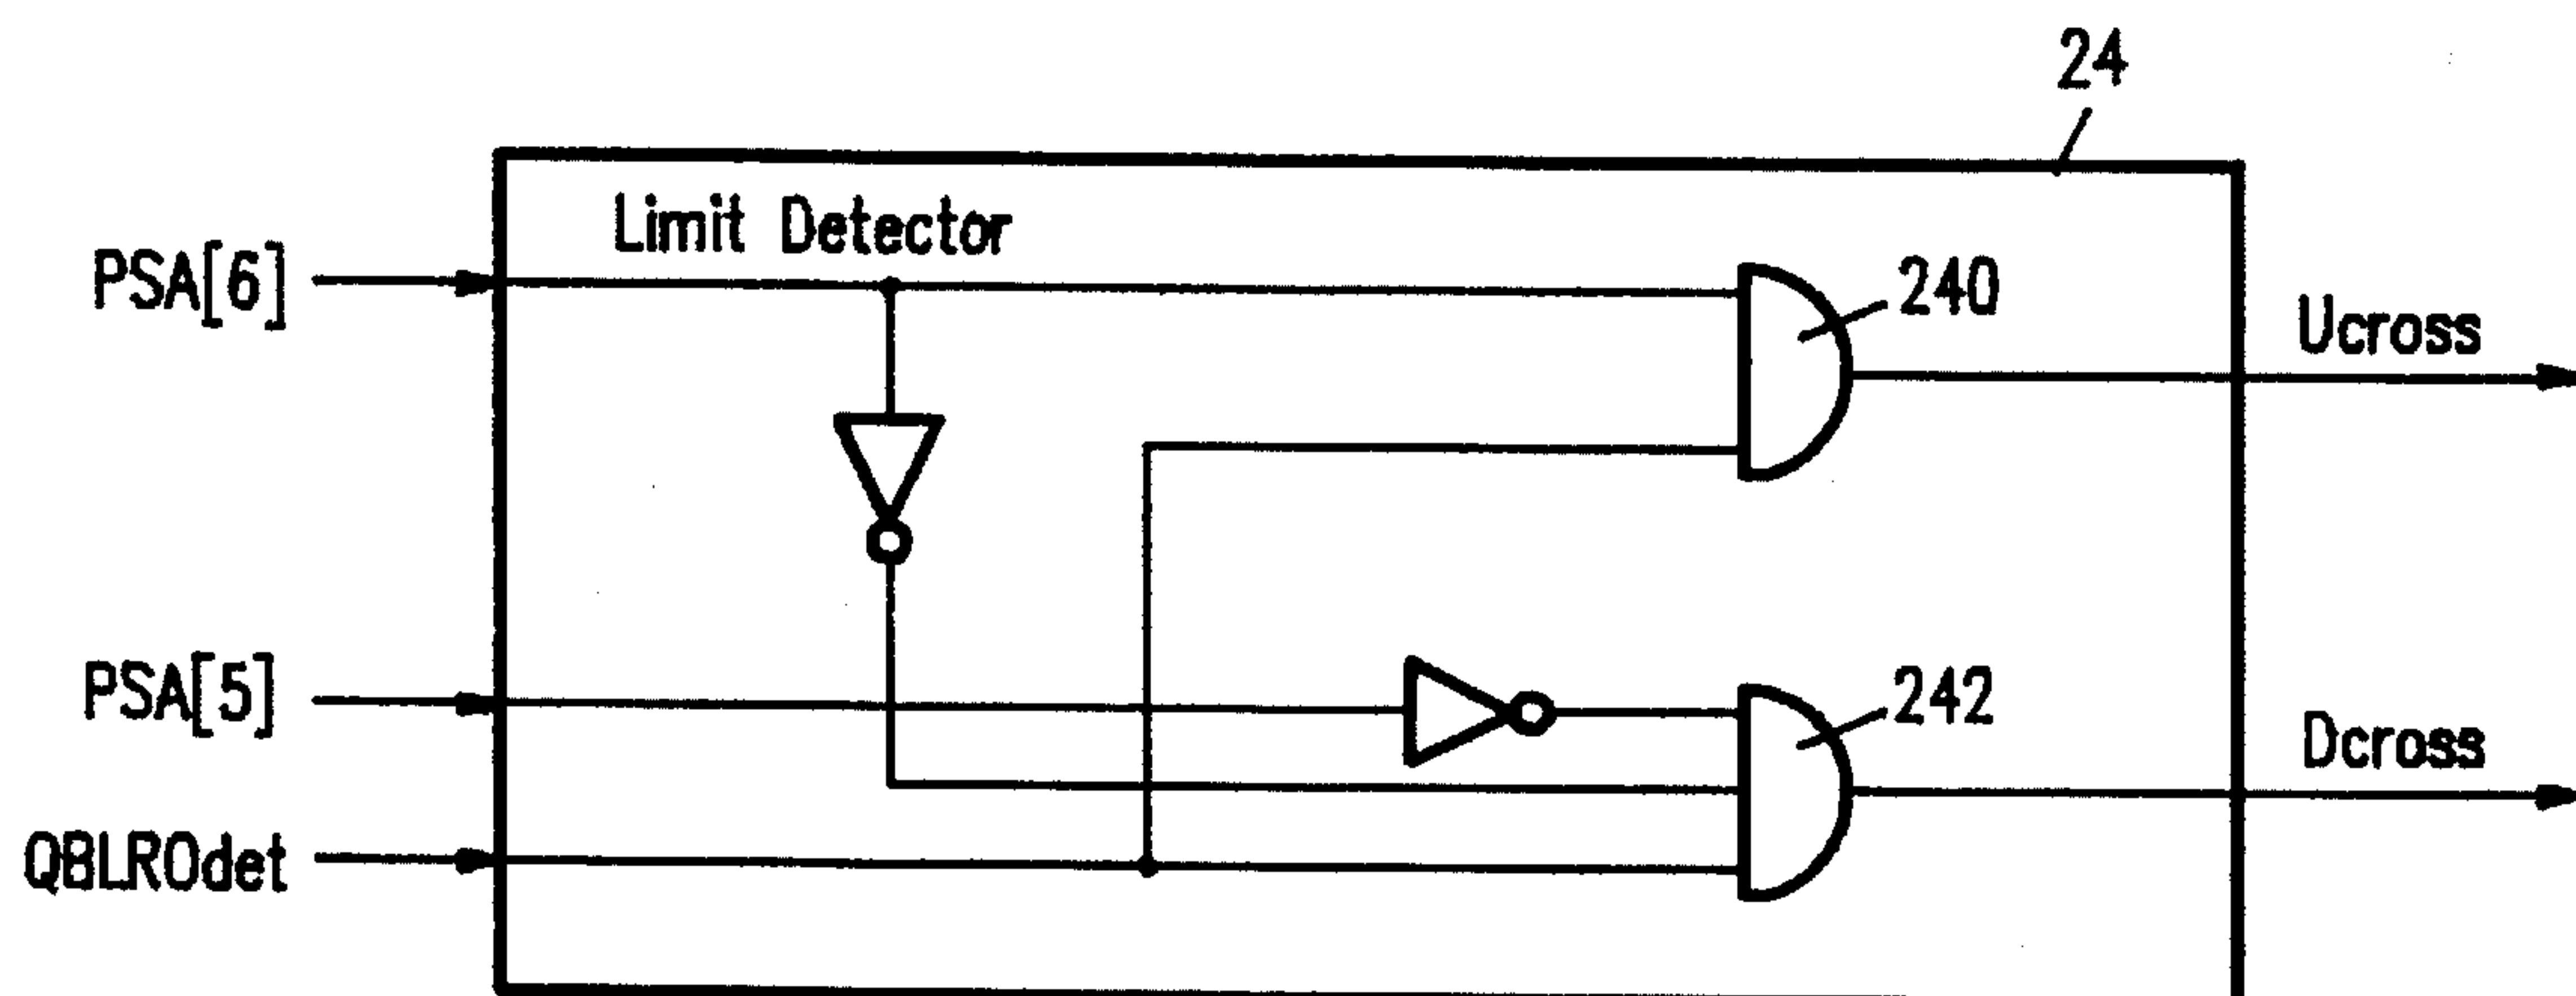 24
Limit Detector
PSA[6]
240
Ucross
PSA[5]
242
Dcross
QBLROdet